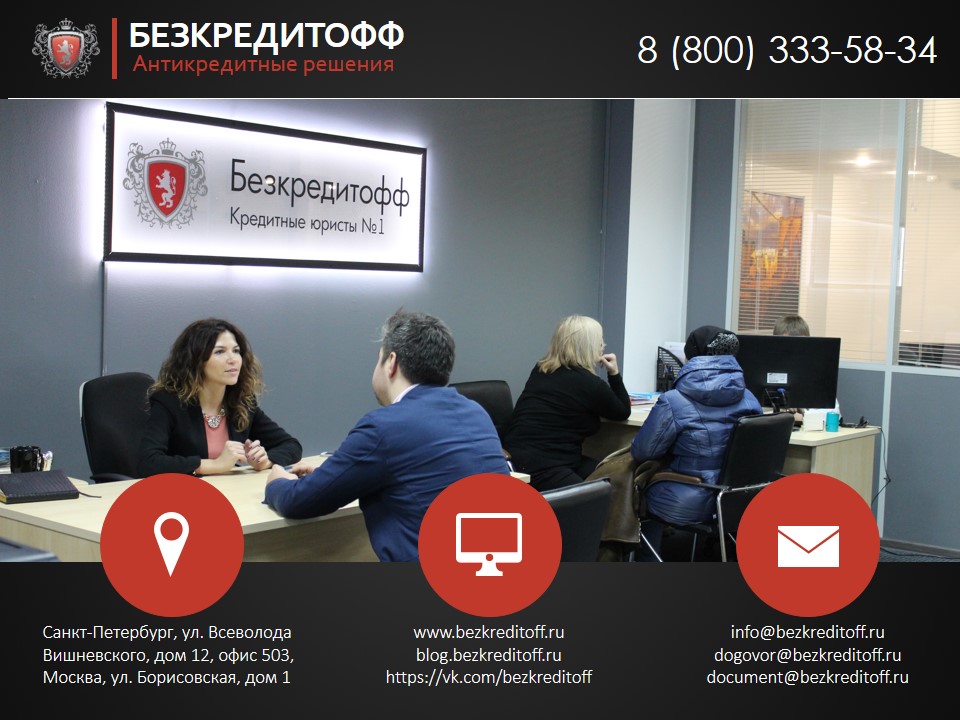 БЕЗКРЕДИТОФФ
Антикредитные решения
8 (800) 333-58-34
Безкредитофф
Кредитные юристы №1
Санкт-Петербург, ул. Всеволода
Вишневского, дом 12, офис 503,
Москва, ул. Борисовская, дом 1
www.bezkreditoff.ru
blog.bezkreditoff.ru
https://vk.com/bezkreditoff
info@bezkreditoff.ru
dogovor@bezkreditoff.ru
document@bezkreditoff.ru